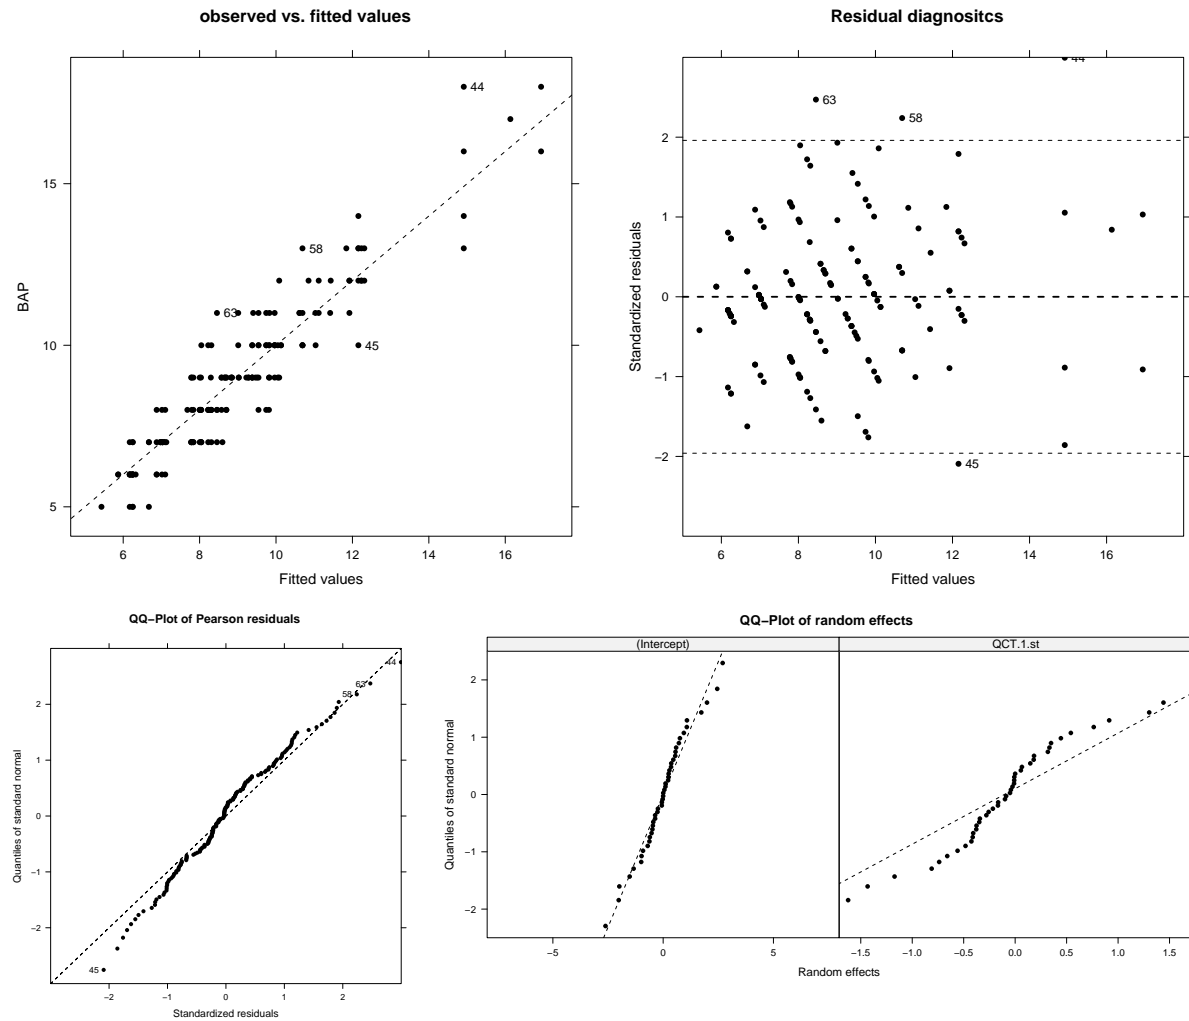 observed vs. fitted values
BAP
15
10
5
44
58
63
45
6 8 10 12 14 16
Fitted values
Residual diagnositcs
Standardized residuals
2
1
0
−1
−2
44
63
58
45
6 8 10 12 14 16
Fitted values
QQ−Plot of Pearson residuals
Quantiles of standard normal
2
1
0
−1
−2
44
63
58
45
−2 −1 0 1 2
Standardized residuals
QQ−Plot of random effects
(Intercept) QCT.1.st
Quantiles of standard normal
2
1
0
−1
−2
−5 0 5 −1.5 −1.0 −0.5 0.0 0.5 1.0 1.5
Random effects